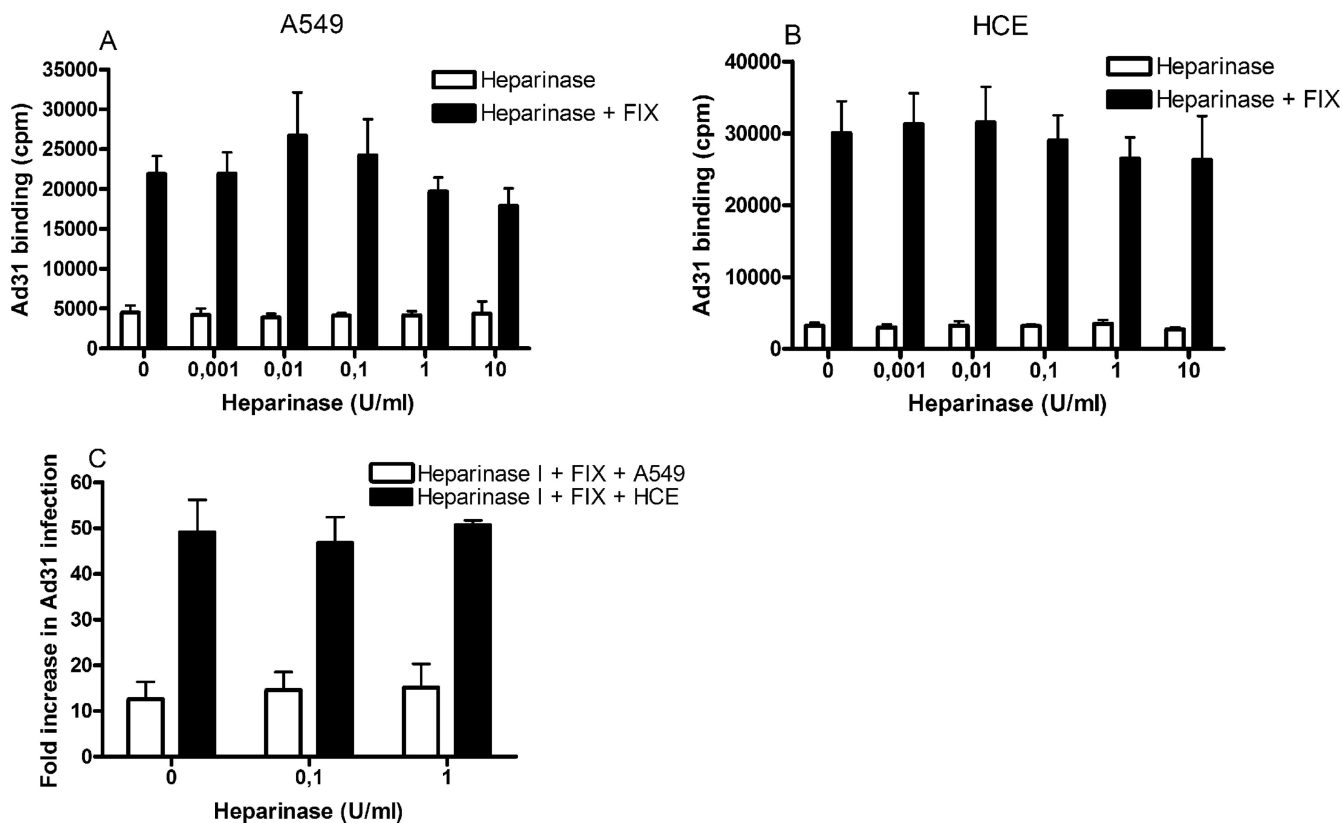 A
A549
Heparinase
Heparinase + FIX
Ad31 binding (cpm)
35000
30000
25000
20000
15000
10000
5000
0
0 0,001 0,01 0,1 1 10
Heparinase (U/ml)
B
HCE
Heparinase
Heparinase + FIX
Ad31 binding (cpm)
40000
30000
20000
10000
0
0 0,001 0,01 0,1 1 10
Heparinase (U/ml)
C
Heparinase I + FIX + A549
Heparinase I + FIX + HCE
Fold increase in Ad31 infection
60
50
40
30
20
10
0
0 0,1 1
Heparinase (U/ml)